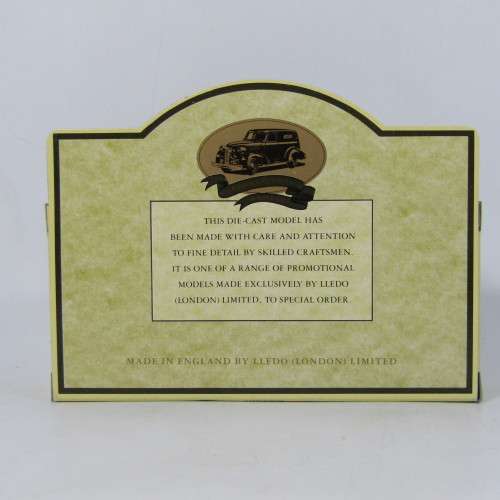 THIS DIE-CAST MODEL HAS
BEEN MADE WITH CARE AND ATTENTION
TO FINE DETAIL BY SKILLED CRAFTSMEN.
IT IS ONE OF A RANGE OF PROMOTIONAL
MODELS MADE EXCLUSIVELY BY LLEDO
(LONDON) LIMITED, TO SPECIAL ORDER
MADE IN ENGLAND BY LLEDO (LONDON) LIMITED